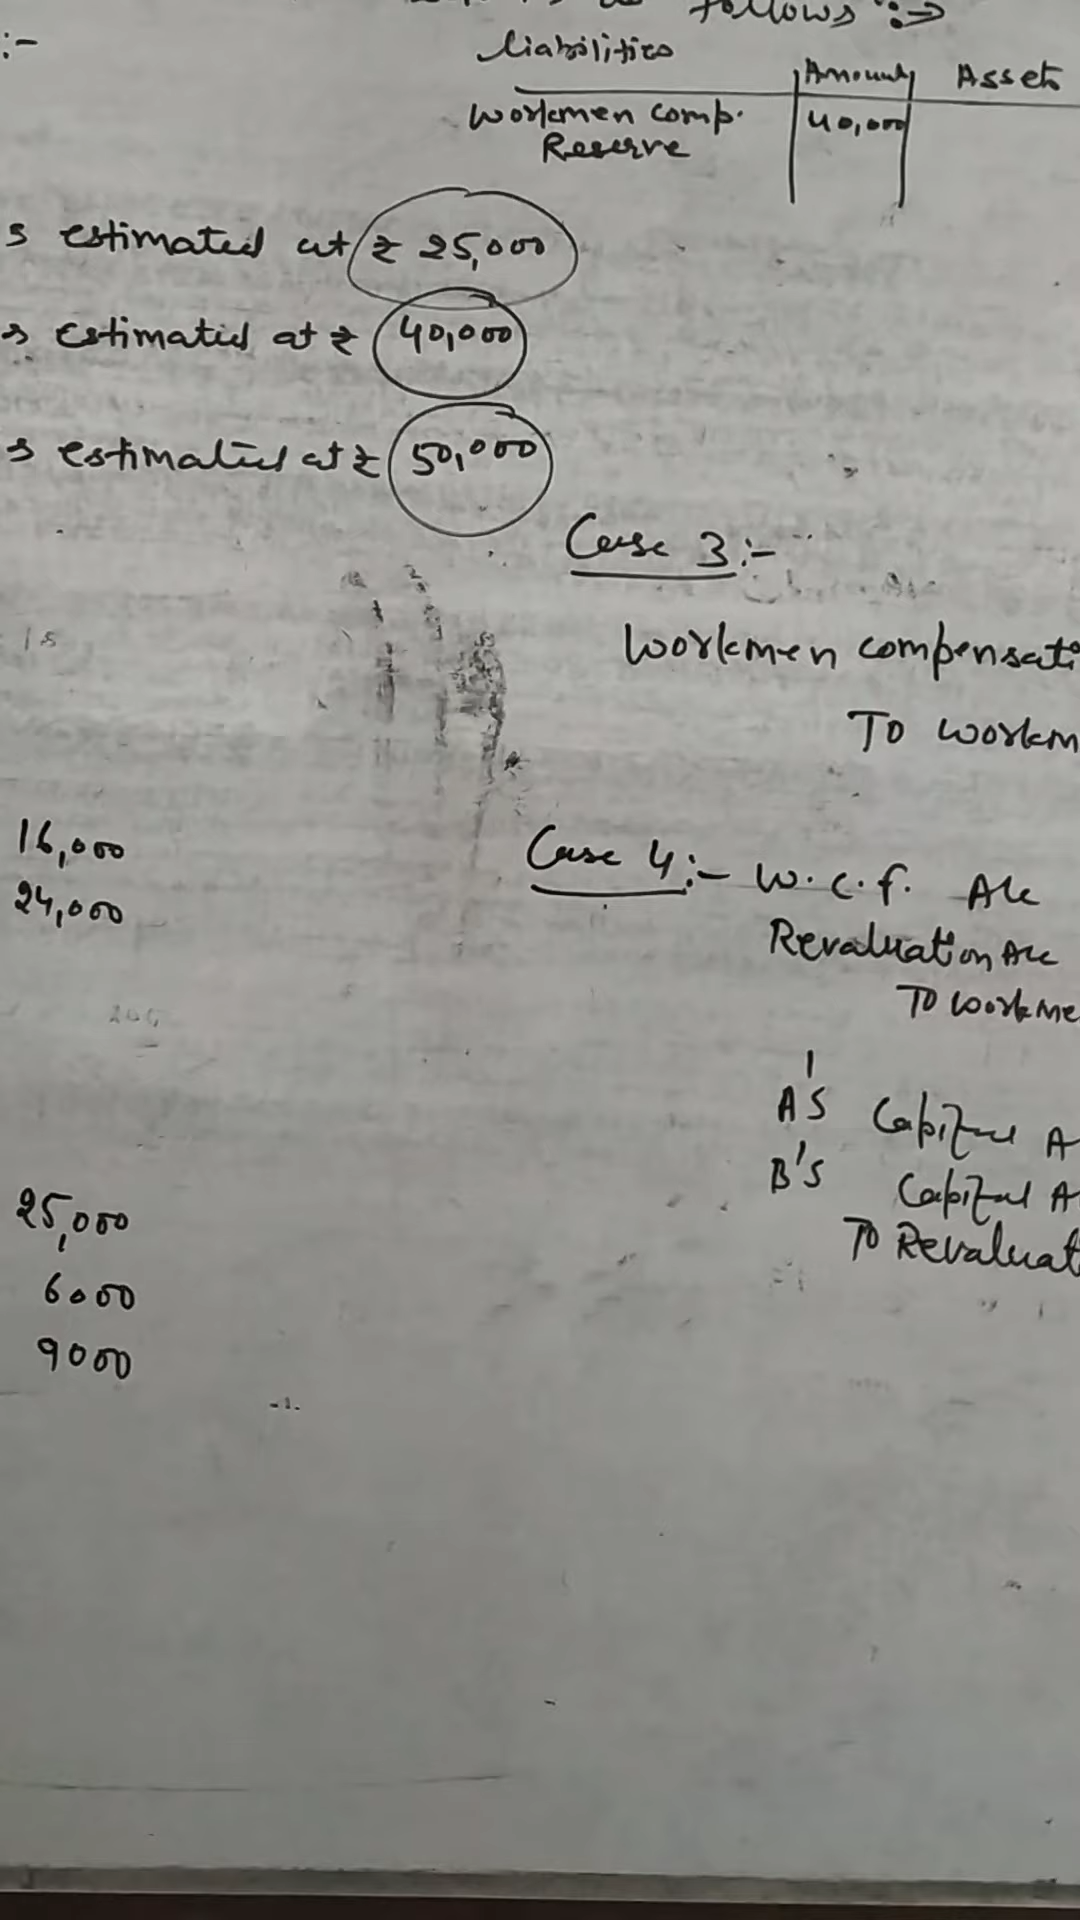 follows :->
:-
Liabilities Amount Assets
Workmen comp. 40,000
Reserve
s estimated at ₹ 25,000
s estimated at ₹ 40,000
s estimated at ₹ 50,000
Case 3:-
Workmen compensati
To workm
16,000
24,000
Case 4:- W.C.F. A/c
Revaluation A/c
To workme
A's Capital A
B's Capital A
To Revaluat
25,000
6000
9000